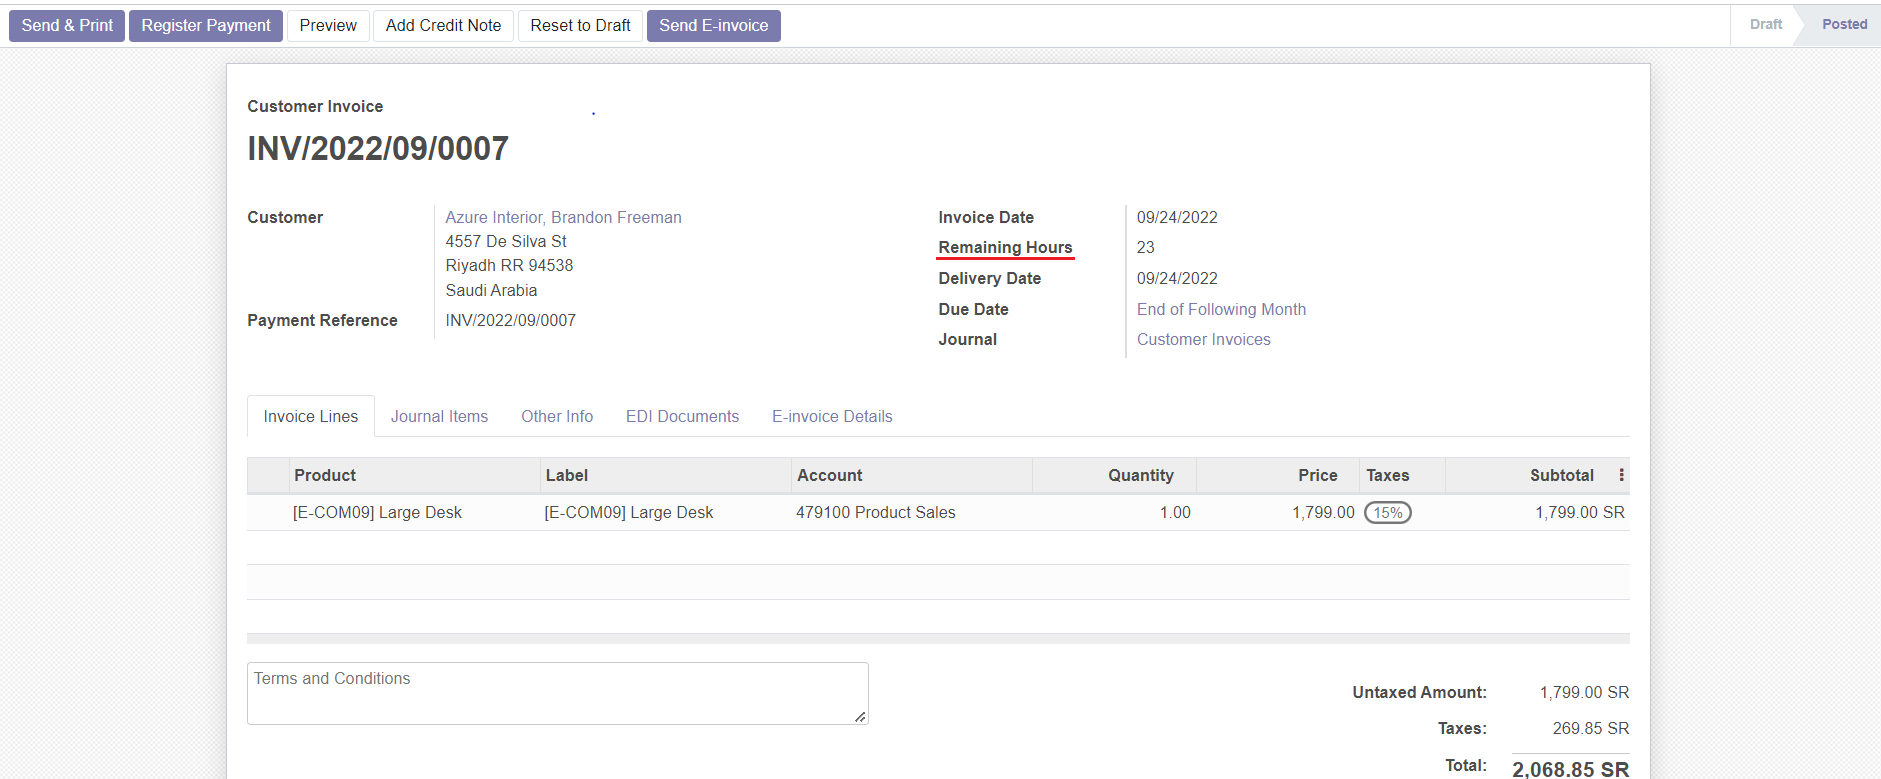 Send & Print Register Payment Preview Add Credit Note Reset to Draft Send E-invoice Draft Posted
Customer Invoice
INV/2022/09/0007
Customer Azure Interior, Brandon Freeman
4557 De Silva St
Riyadh RR 94538
Saudi Arabia
Payment Reference INV/2022/09/0007
Invoice Date 09/24/2022
Remaining Hours 23
Delivery Date 09/24/2022
Due Date End of Following Month
Journal Customer Invoices
Invoice Lines Journal Items Other Info EDI Documents E-invoice Details
Product Label Account Quantity Price Taxes Subtotal
[E-COM09] Large Desk [E-COM09] Large Desk 479100 Product Sales 1.00 1,799.00 15% 1,799.00 SR
Terms and Conditions
Untaxed Amount: 1,799.00 SR
Taxes: 269.85 SR
Total: 2,068.85 SR